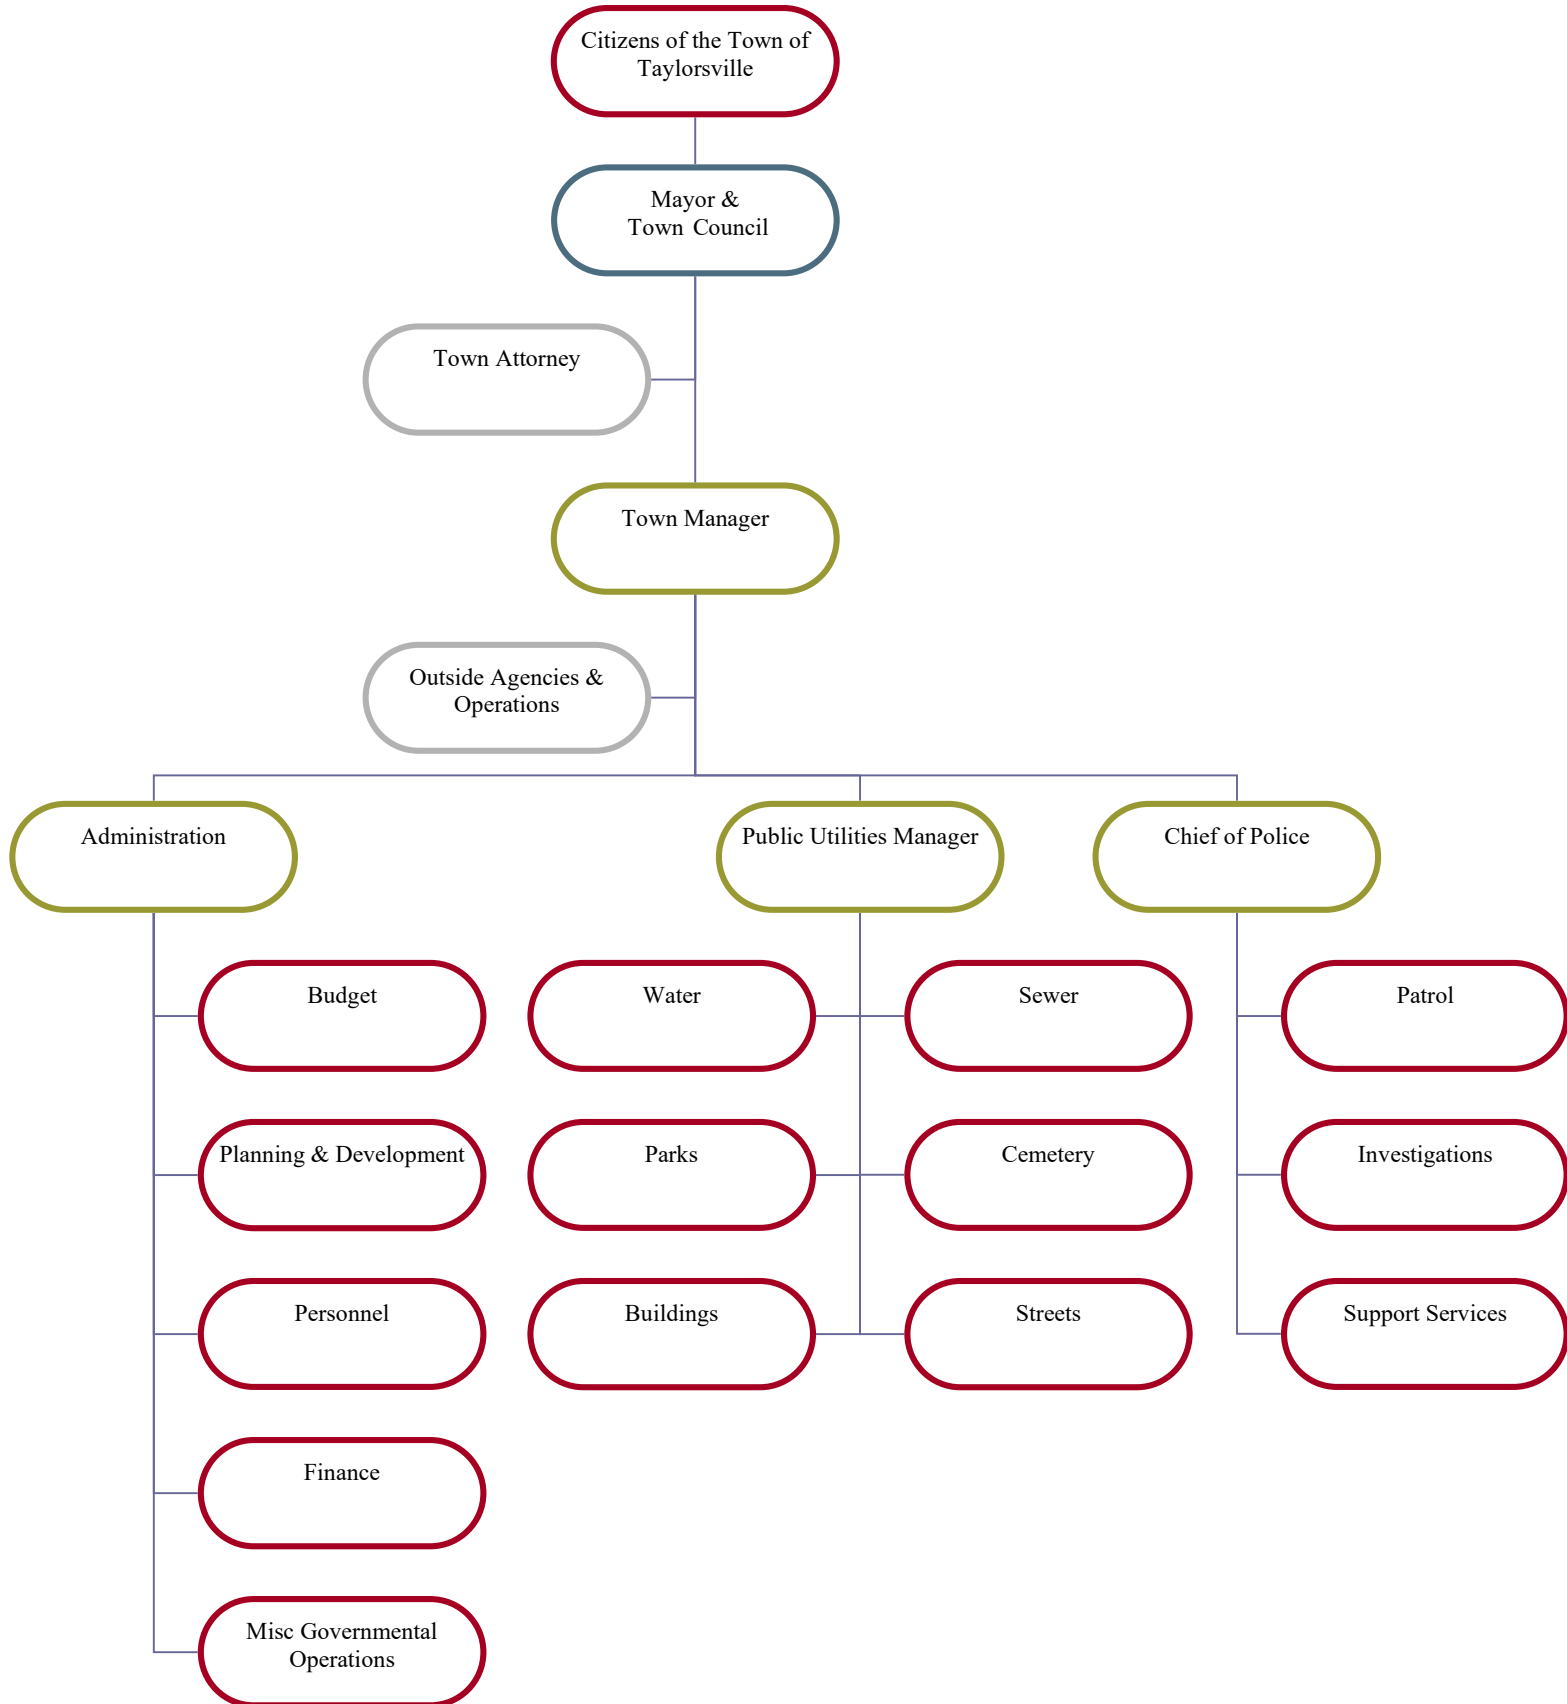 Citizens of the Town of
Taylorsville
Mayor &
Town Council
Town Attorney
Town Manager
Outside Agencies &
Operations
Administration
Public Utilities Manager
Chief of Police
Budget
Water
Sewer
Patrol
Planning & Development
Parks
Cemetery
Investigations
Personnel
Buildings
Streets
Support Services
Finance
Misc Governmental
Operations